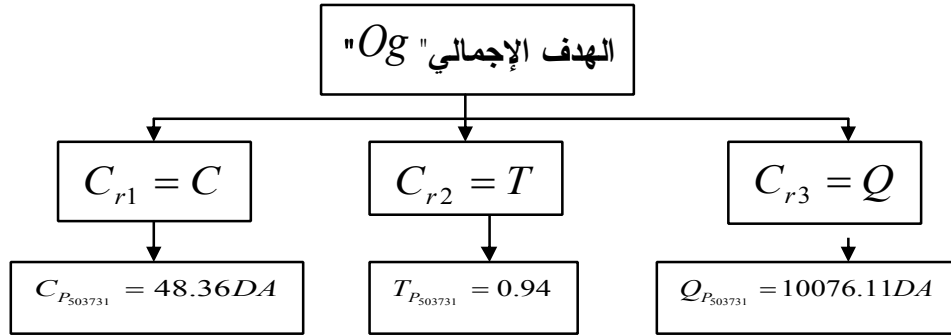 الهدف الإجمالي "Og"
C_{r1} = C
C_{r2} = T
C_{r3} = Q
C_{P_{503731}} = 48.36DA
T_{P_{503731}} = 0.94
Q_{P_{503731}} = 10076.11DA